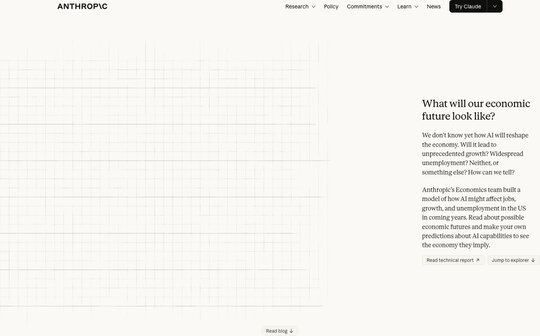 ANTHROP\C
Research
Policy
Commitments
Learn
News
Try Claude
What will our economic
future look like?
We don't know yet how AI will reshape
the economy. Will it lead to
unprecedented growth? Widespread
unemployment? Neither, or
something else? How can we tell?
Anthropic's Economics team built a
model of how AI might affect jobs,
growth, and unemployment in the US
in coming years. Read about possible
economic futures and make your own
predictions about AI capabilities to see
the economy they imply.
Read technical report ↗
Jump to explorer ↓
Read blog ↓